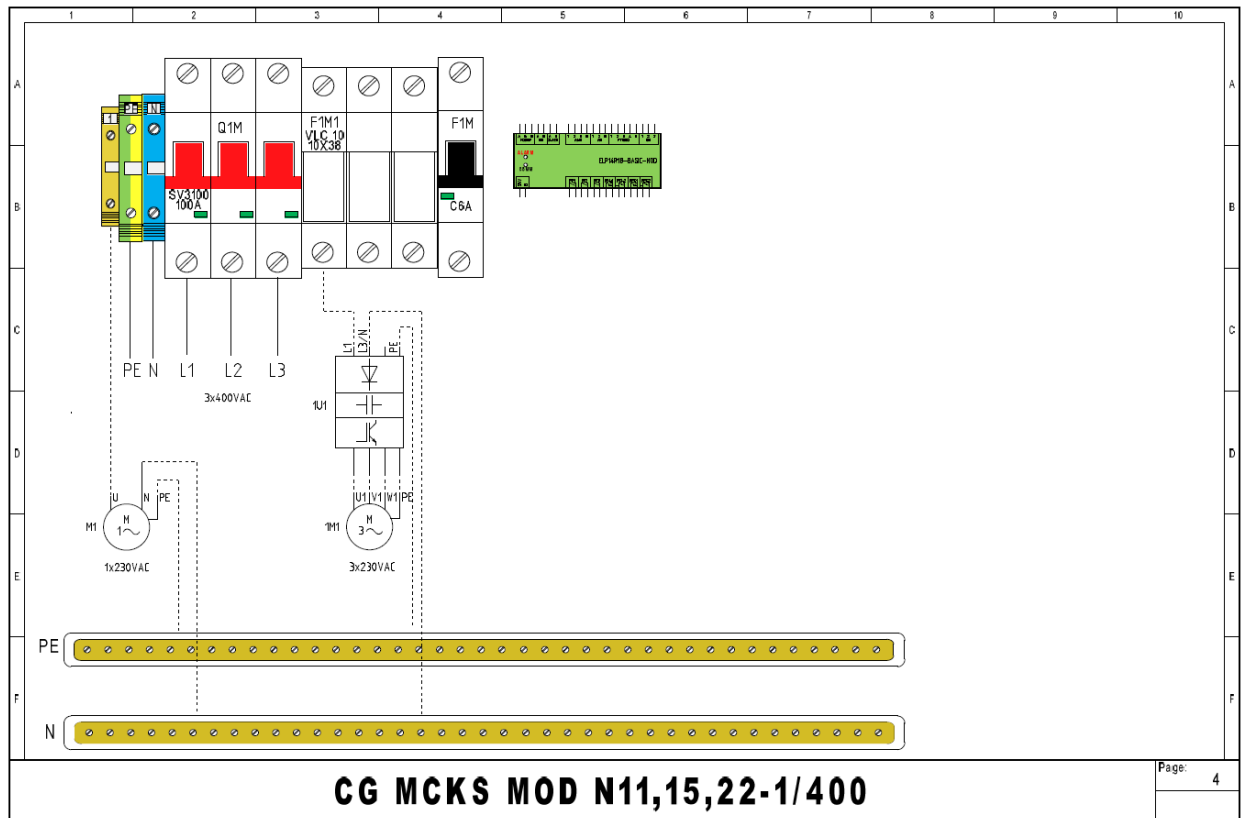 1 2 3 4 5 6 7 8 9 10
A A
1 PE N
Q1M
F1M1
VLC 10
10X38
F1M
ALARM
ELP14R18-BASIC-MOD
SV3100
100A
C6A
B B
C C
PE N L1 L2 L3
3x400VAC
L1 L3/N PE
1U1
D D
U N PE
M1
M
1~
1x230VAC
U1 V1 W1 PE
1M1
M
3~
3x230VAC
E E
PE
F F
N
CG MCKS MOD N11,15,22-1/400
Page:
4